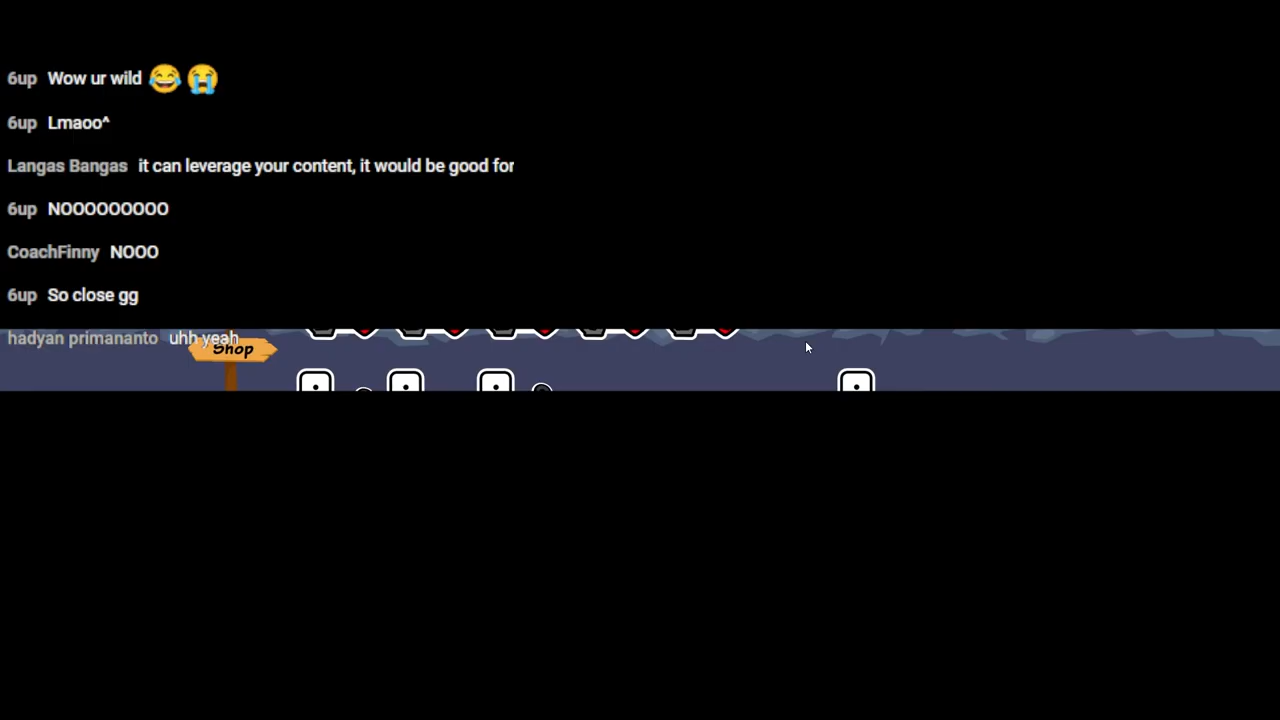 6up Wow ur wild 😂😭
6up Lmaoo^
Langas Bangas it can leverage your content, it would be good for
6up NOOOOOOOOO
CoachFinny NOOO
6up So close gg
hadyan primananto uhh yeah
Shop